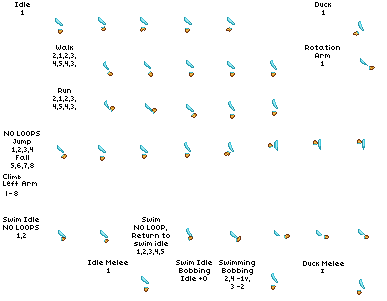 Idle
1
Duck
1
Walk
2,1,2,3,
4,5,4,3,
Rotation
Arm
1
Run
2,1,2,3,
4,5,4,3,
NO LOOPS
Jump
1,2,3,4
Fall
5,6,7,8
Climb
Left Arm
1-8
Swim Idle
NO LOOPS
1,2
Swim
NO LOOP,
Return to
swim idle
1,2,3,4,5
Swim Idle
Bobbing
Idle +0
Swimming
Bobbing
2,4 -1v,
3 -2
Idle Melee
1
Duck Melee
1